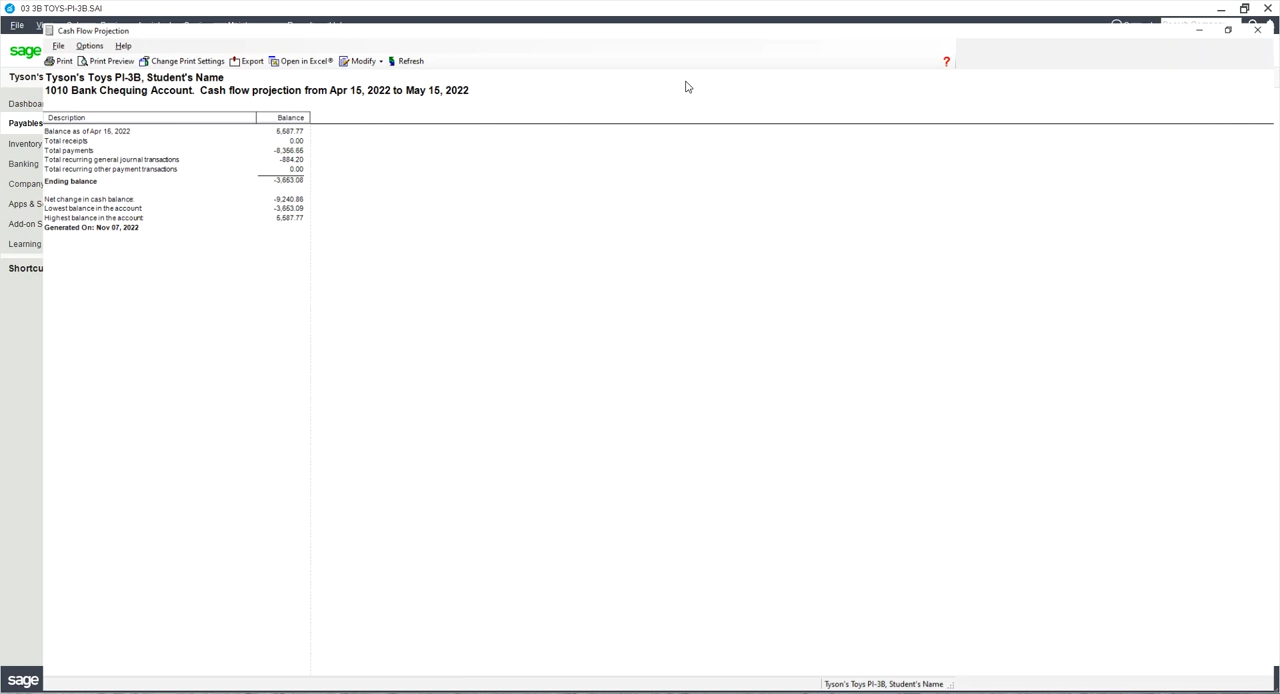 03 3B TOYS-PI-3B.SAI
File
Cash Flow Projection
sage
File Options Help
Print Print Preview Change Print Settings Export Open in Excel® Modify Refresh ?
Tyson's Tyson's Toys PI-3B, Student's Name
1010 Bank Chequing Account. Cash flow projection from Apr 15, 2022 to May 15, 2022
Dashboa
Payables
Inventory
Banking
Company
Apps & S
Add-on S
Learning
Shortcu
Description Balance
Balance as of Apr 15, 2022 5,587.77
Total receipts 0.00
Total payments -8,356.65
Total recurring general journal transactions -884.20
Total recurring other payment transactions 0.00
Ending balance -3,653.08
Net change in cash balance -9,240.86
Lowest balance in the account -3,653.09
Highest balance in the account 5,587.77
Generated On: Nov 07, 2022
sage
Tyson's Toys PI-3B, Student's Name